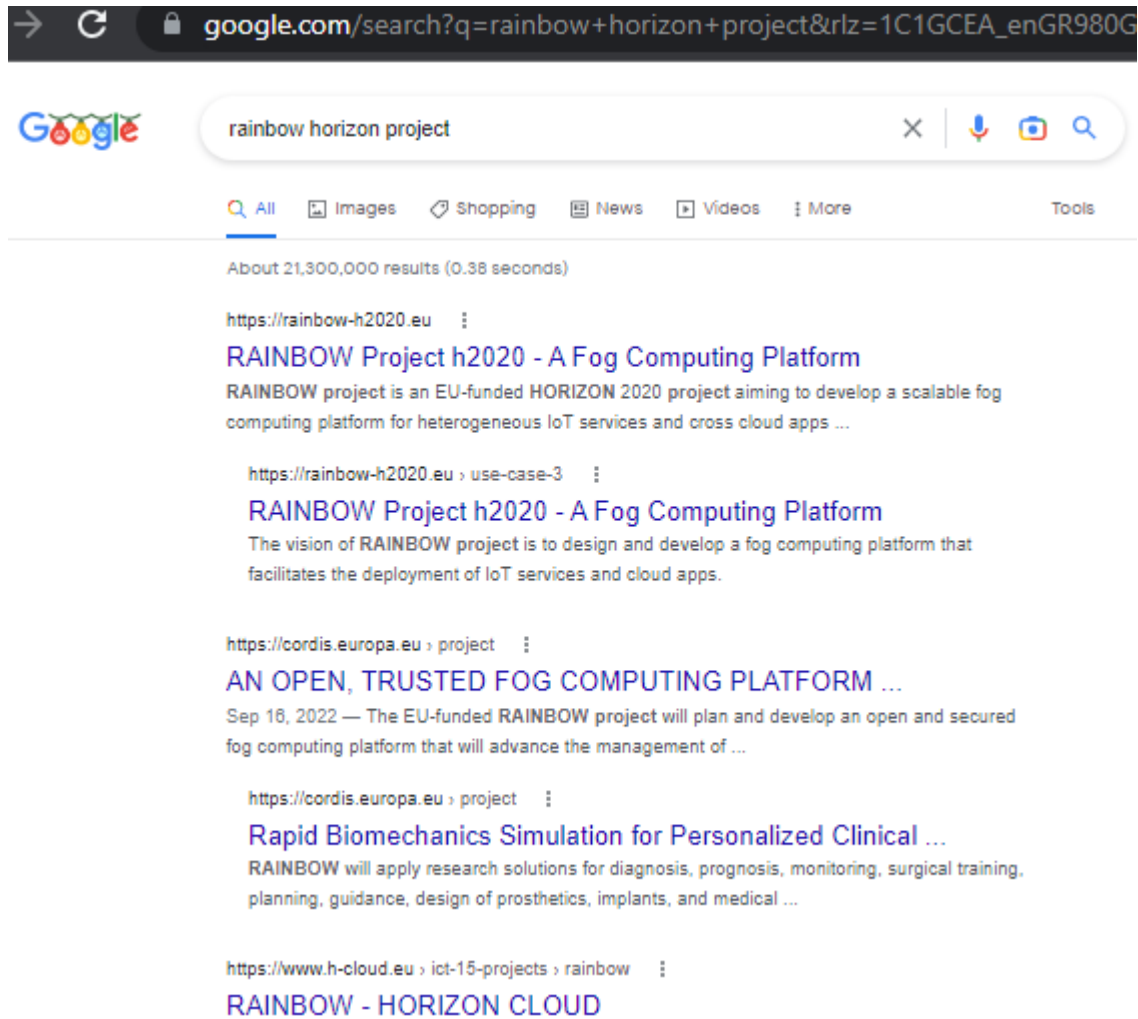 google.com/search?q=rainbow+horizon+project&rlz=1C1GCEA_enGR980G
Google
rainbow horizon project
All Images Shopping News Videos More Tools
About 21,300,000 results (0.38 seconds)
https://rainbow-h2020.eu
RAINBOW Project h2020 - A Fog Computing Platform
RAINBOW project is an EU-funded HORIZON 2020 project aiming to develop a scalable fog
computing platform for heterogeneous IoT services and cross cloud apps ...
https://rainbow-h2020.eu › use-case-3
RAINBOW Project h2020 - A Fog Computing Platform
The vision of RAINBOW project is to design and develop a fog computing platform that
facilitates the deployment of IoT services and cloud apps.
https://cordis.europa.eu › project
AN OPEN, TRUSTED FOG COMPUTING PLATFORM ...
Sep 16, 2022 — The EU-funded RAINBOW project will plan and develop an open and secured
fog computing platform that will advance the management of ...
https://cordis.europa.eu › project
Rapid Biomechanics Simulation for Personalized Clinical ...
RAINBOW will apply research solutions for diagnosis, prognosis, monitoring, surgical training,
planning, guidance, design of prosthetics, implants, and medical ...
https://www.h-cloud.eu › ict-15-projects › rainbow
RAINBOW - HORIZON CLOUD